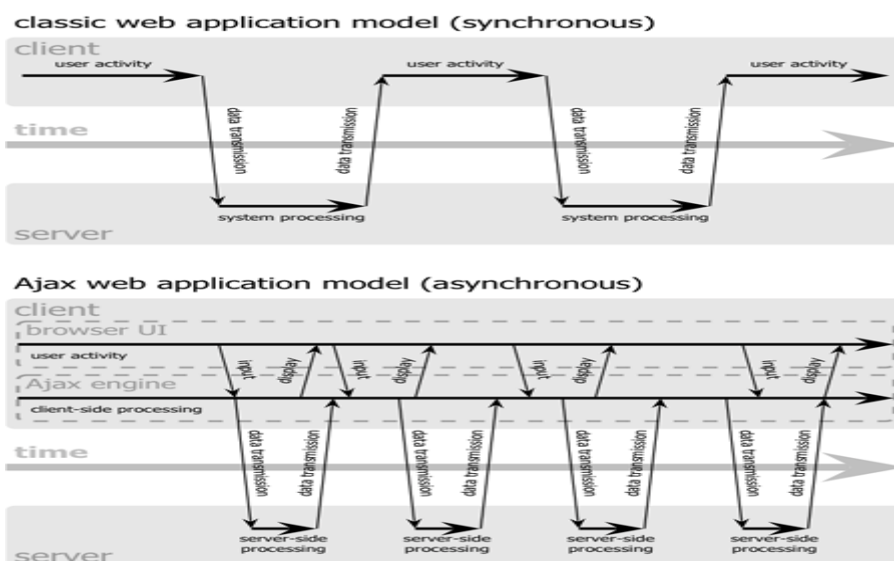 classic web application model (synchronous)
client
user activity
user activity
user activity
data transmission
data transmission
data transmission
data transmission
time
system processing
system processing
server
Ajax web application model (asynchronous)
client
browser UI
user activity
input
display
input
display
input
display
input
display
Ajax engine
client-side processing
data transmission
data transmission
data transmission
data transmission
data transmission
data transmission
data transmission
data transmission
time
server-side
processing
server-side
processing
server-side
processing
server-side
processing
server